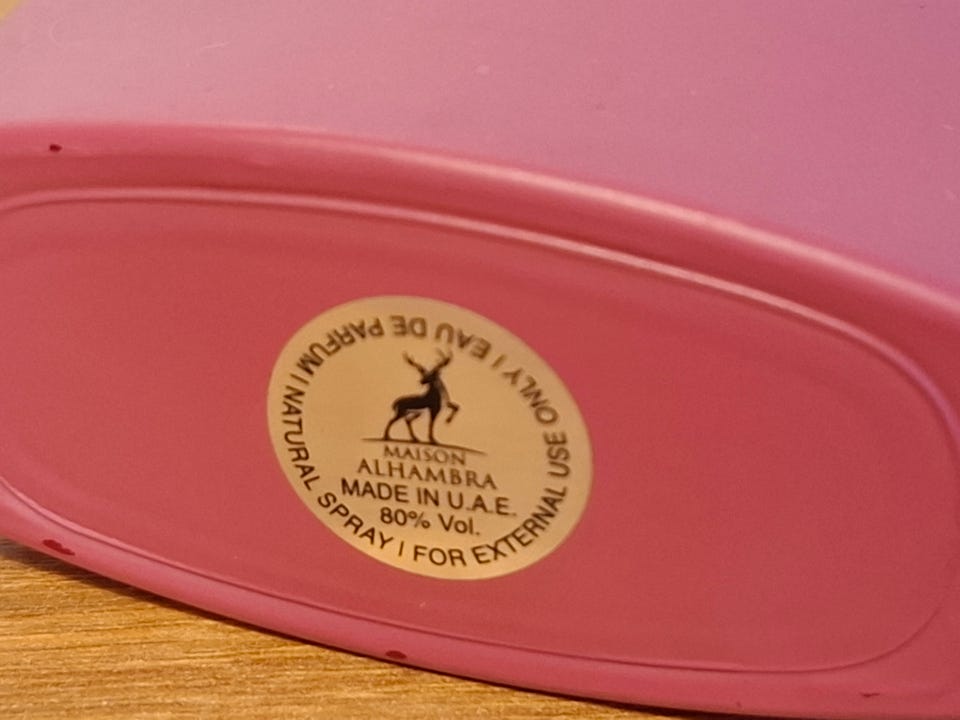 MAISON
ALHAMBRA
MADE IN U.A.E.
80% Vol.
EAU DE PARFUM | NATURAL SPRAY | FOR EXTERNAL USE ONLY |